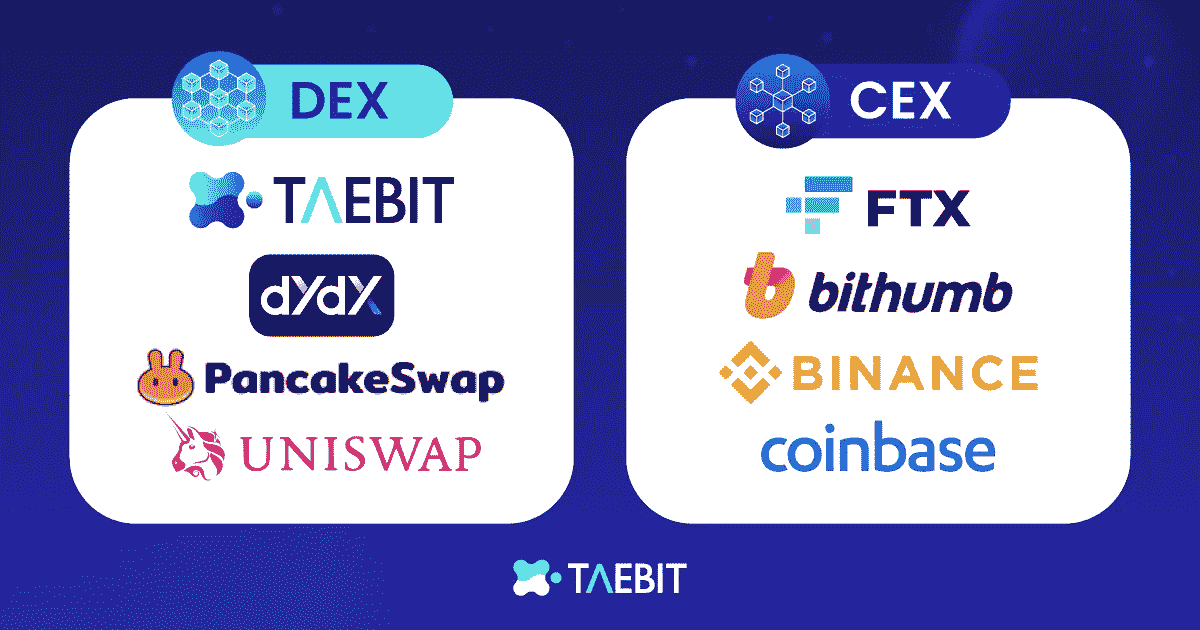 DEX
TAEBIT
dYdX
PancakeSwap
UNISWAP
CEX
FTX
bithumb
BINANCE
coinbase
TAEBIT